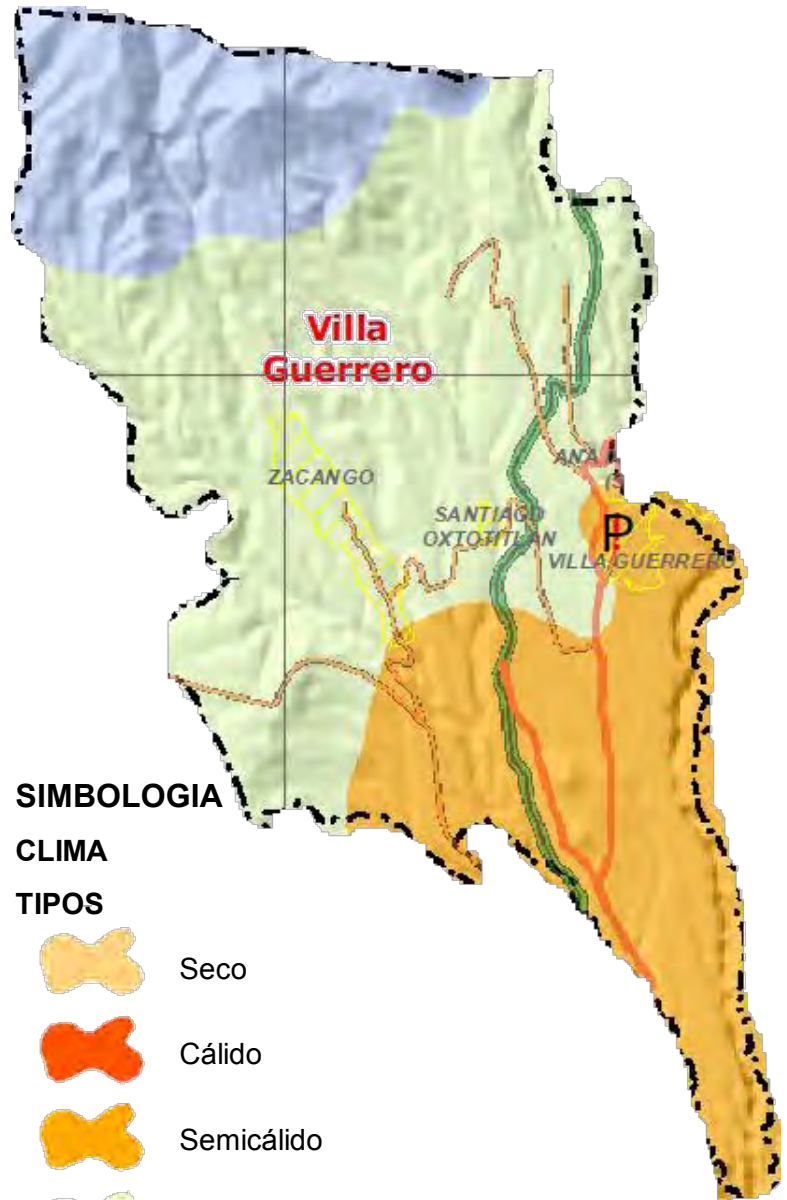 Villa
Guerrero
ZACANGO
SANTIAGO
OXTOTITLAN
VILLA GUERRERO
P
SIMBOLOGIA
CLIMA
TIPOS
Seco
Cálido
Semicálido